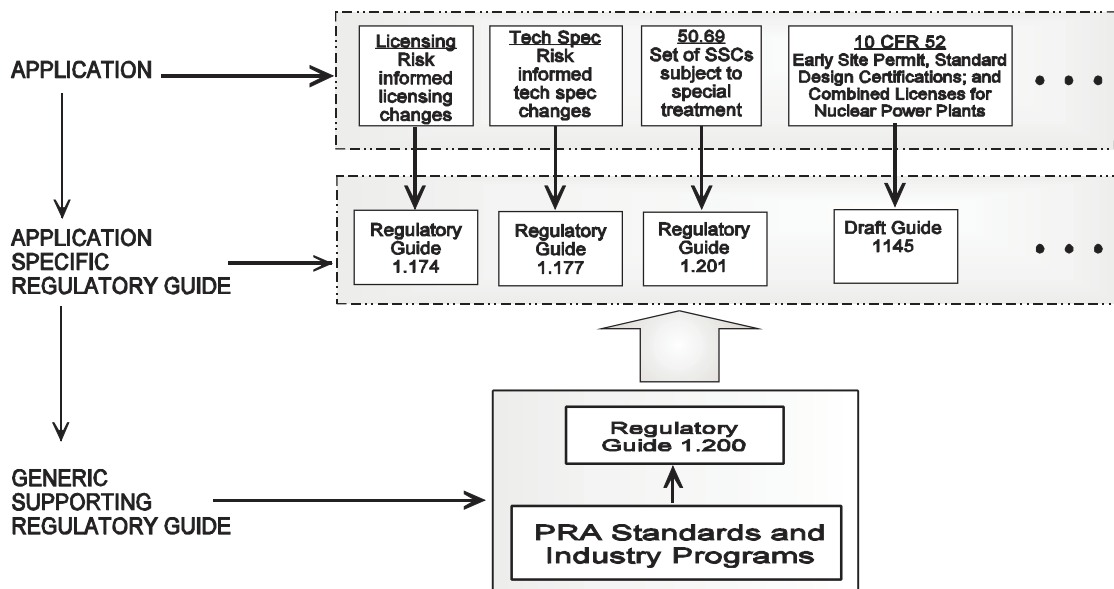 APPLICATION
Licensing
Risk
informed
licensing
changes
Tech Spec
Risk
informed
tech spec
changes
50.69
Set of SSCs
subject to
special
treatment
10 CFR 52
Early Site Permit, Standard
Design Certifications; and
Combined Licenses for
Nuclear Power Plants
APPLICATION
SPECIFIC
REGULATORY GUIDE
Regulatory
Guide
1.174
Regulatory
Guide
1.177
Regulatory
Guide
1.201
Draft Guide
1145
GENERIC
SUPPORTING
REGULATORY GUIDE
Regulatory
Guide 1.200
PRA Standards and
Industry Programs